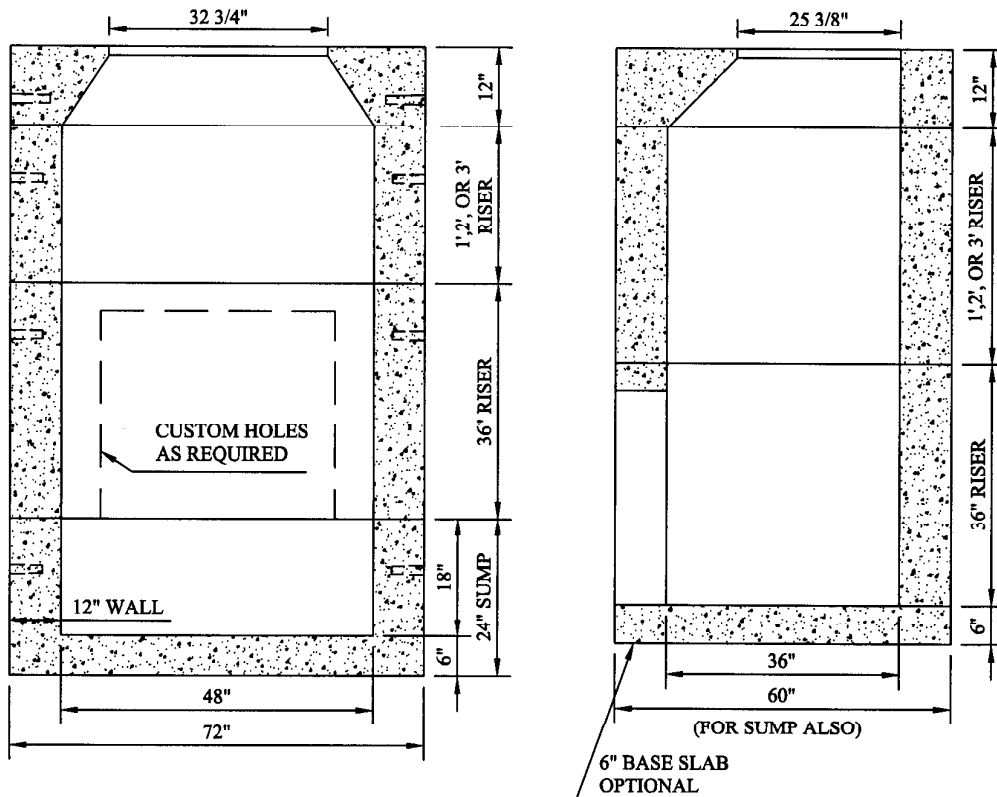 32 3/4"
12"
1',2', OR 3'
RISER
36' RISER
CUSTOM HOLES
AS REQUIRED
18"
24" SUMP
12" WALL
6"
48"
72"
25 3/8"
12"
1',2', OR 3' RISER
36" RISER
6"
36"
60"
(FOR SUMP ALSO)
6" BASE SLAB
OPTIONAL